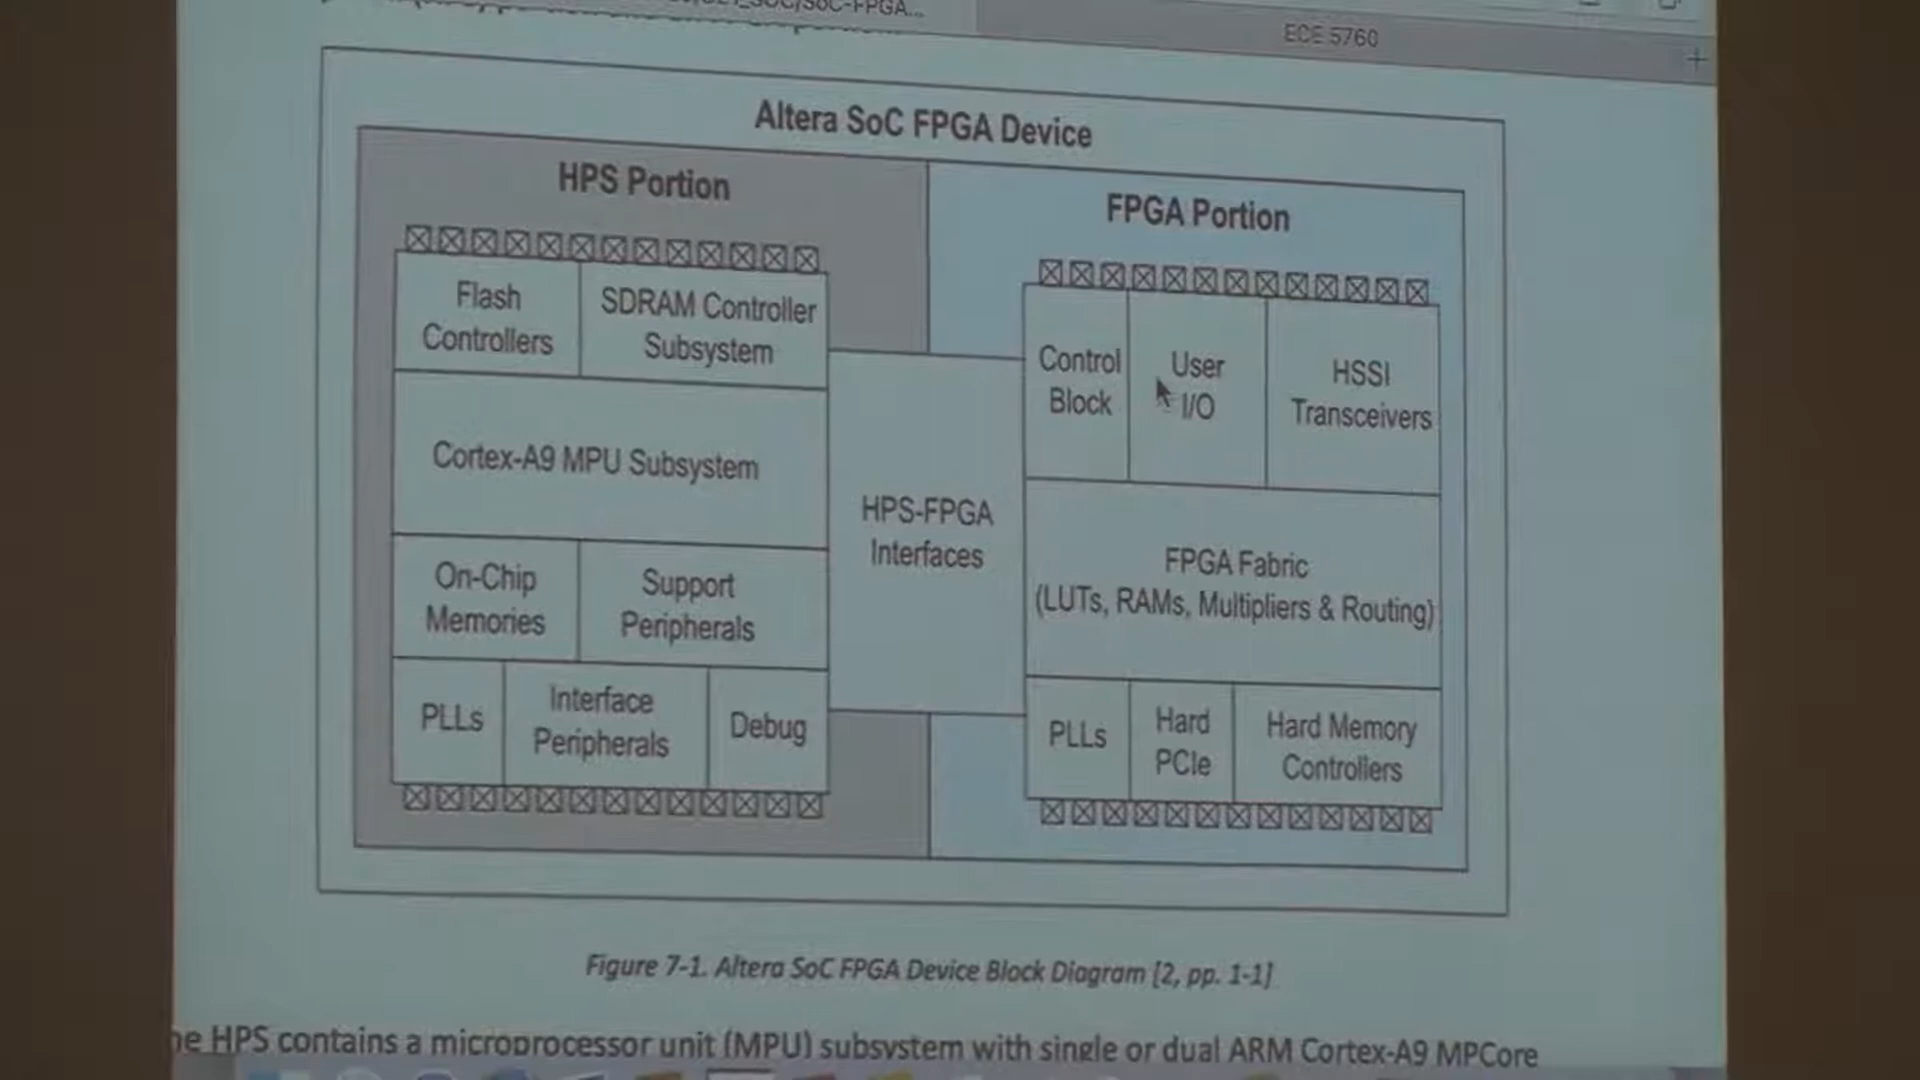 ECE 5760
Altera SoC FPGA Device
HPS Portion
FPGA Portion
Flash
Controllers
SDRAM Controller
Subsystem
Cortex-A9 MPU Subsystem
On-Chip
Memories
Support
Peripherals
PLLs
Interface
Peripherals
Debug
HPS-FPGA
Interfaces
Control
Block
User
I/O
HSSI
Transceivers
FPGA Fabric
(LUTs, RAMs, Multipliers & Routing)
PLLs
Hard
PCIe
Hard Memory
Controllers
Figure 7-1. Altera SoC FPGA Device Block Diagram [2, pp. 1-1]
he HPS contains a microprocessor unit (MPU) subsystem with single or dual ARM Cortex-A9 MPCore